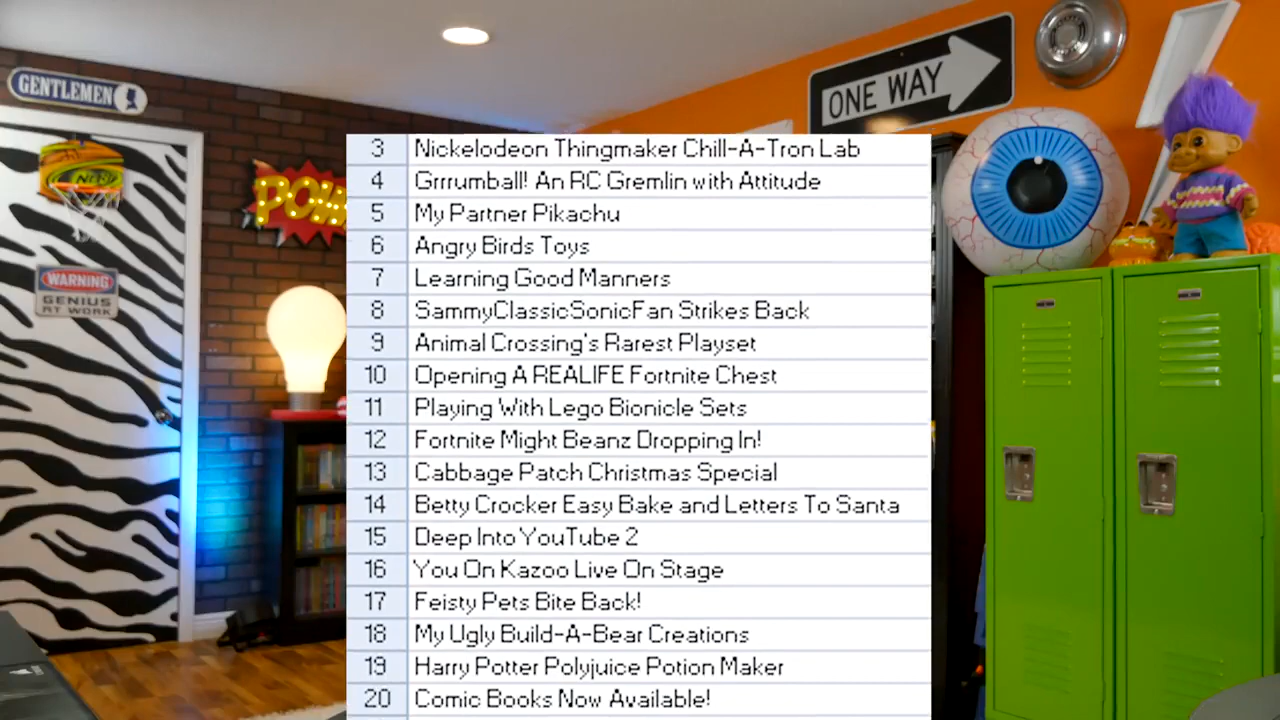 GENTLEMEN
ONE WAY
NERF
POW
WARNING
GENIUS
AT WORK
3 Nickelodeon Thingmaker Chill-A-Tron Lab
4 Grrrumball! An RC Gremlin with Attitude
5 My Partner Pikachu
6 Angry Birds Toys
7 Learning Good Manners
8 SammyClassicSonicFan Strikes Back
9 Animal Crossing's Rarest Playset
10 Opening A REALIFE Fortnite Chest
11 Playing With Lego Bionicle Sets
12 Fortnite Might Beanz Dropping In!
13 Cabbage Patch Christmas Special
14 Betty Crocker Easy Bake and Letters To Santa
15 Deep Into YouTube 2
16 You On Kazoo Live On Stage
17 Feisty Pets Bite Back!
18 My Ugly Build-A-Bear Creations
19 Harry Potter Polyjuice Potion Maker
20 Comic Books Now Available!